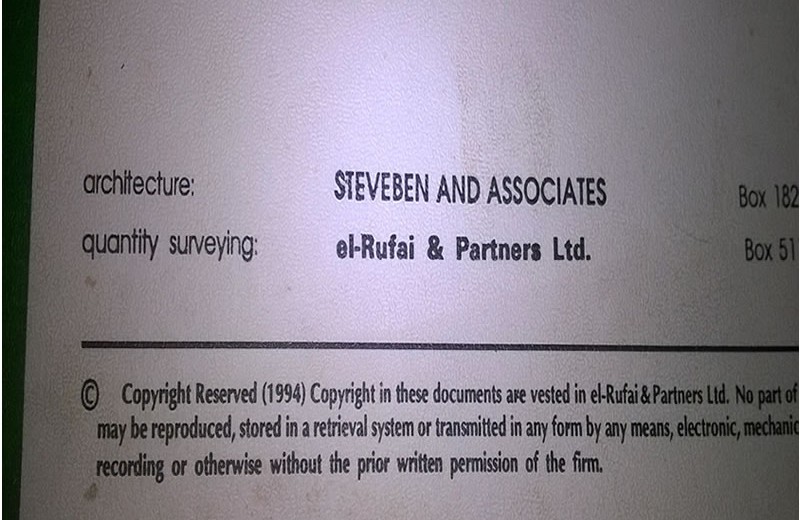 architecture: STEVEBEN AND ASSOCIATES Box 182
quantity surveying: el-Rufai & Partners Ltd. Box 51
© Copyright Reserved (1994) Copyright in these documents are vested in el-Rufai & Partners Ltd. No part of
may be reproduced, stored in a retrieval system or transmitted in any form by any means, electronic, mechanic
recording or otherwise without the prior written permission of the firm.